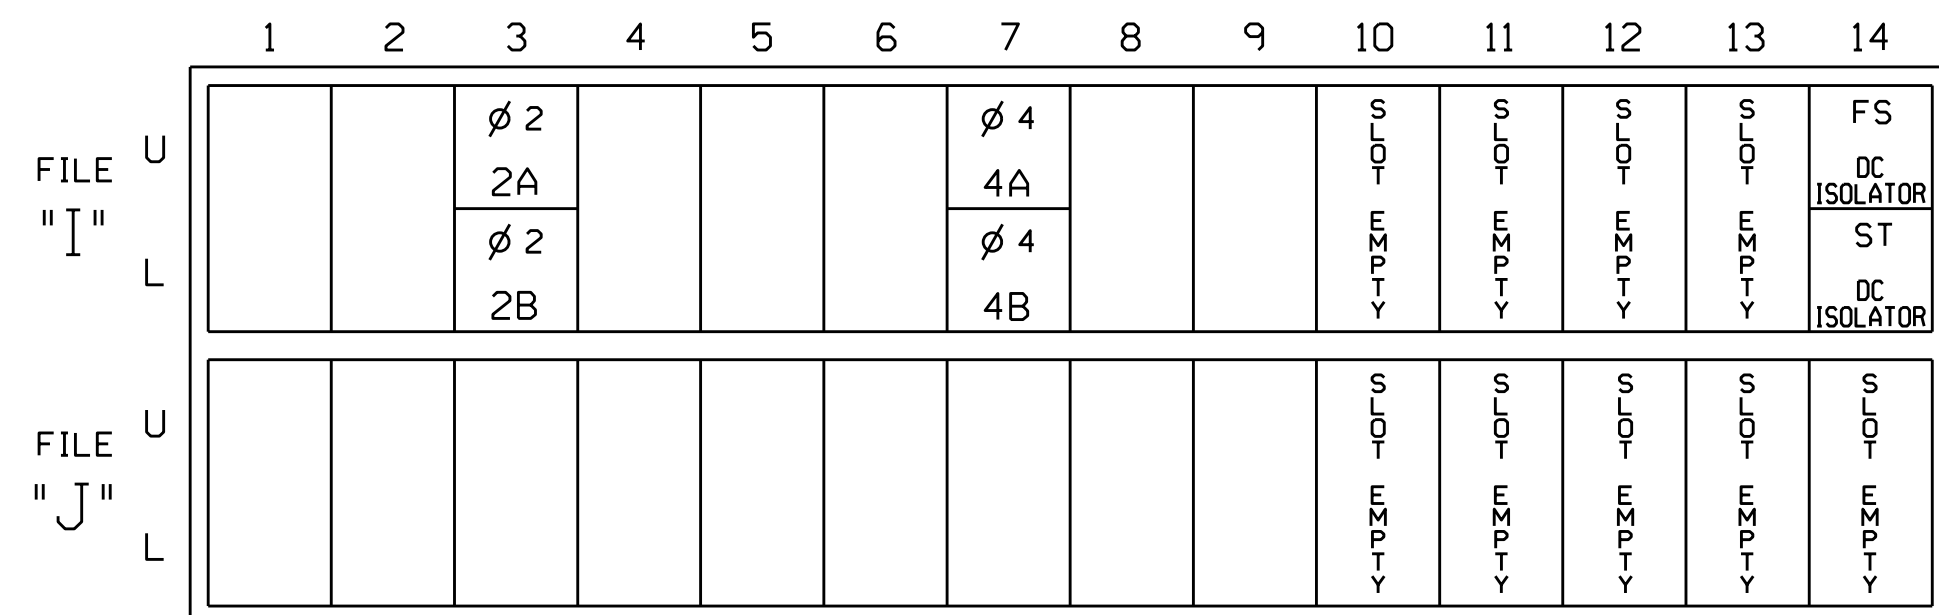 1 2 3 4 5 6 7 8 9 10 11 12 13 14
FILE "I"
U
L
ø 2
2A
ø 2
2B
ø 4
4A
ø 4
4B
SLOT EMPTY
SLOT EMPTY
SLOT EMPTY
SLOT EMPTY
FS
DC
ISOLATOR
ST
DC
ISOLATOR
FILE "J"
U
L
SLOT EMPTY
SLOT EMPTY
SLOT EMPTY
SLOT EMPTY
SLOT EMPTY